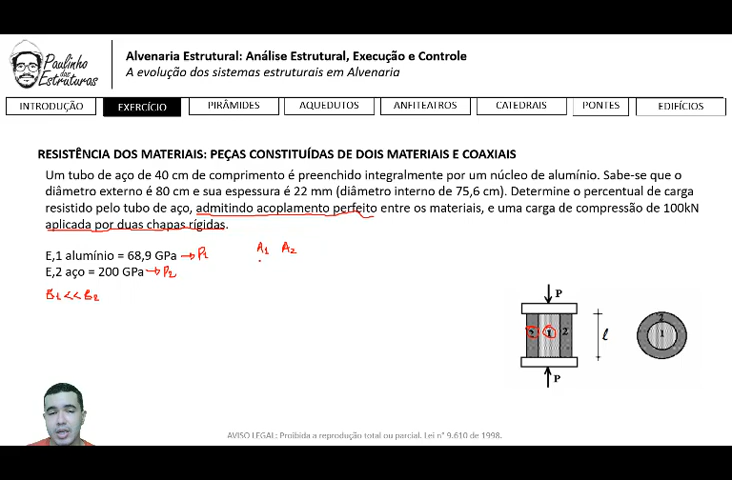 Paulinho
das
Estruturas
Alvenaria Estrutural: Análise Estrutural, Execução e Controle
A evolução dos sistemas estruturais em Alvenaria
INTRODUÇÃO EXERCÍCIO PIRÂMIDES AQUEDUTOS ANFITEATROS CATEDRAIS PONTES EDIFÍCIOS
RESISTÊNCIA DOS MATERIAIS: PEÇAS CONSTITUÍDAS DE DOIS MATERIAIS E COAXIAIS
Um tubo de aço de 40 cm de comprimento é preenchido integralmente por um núcleo de alumínio. Sabe-se que o
diâmetro externo é 80 cm e sua espessura é 22 mm (diâmetro interno de 75,6 cm). Determine o percentual de carga
resistido pelo tubo de aço, admitindo acoplamento perfeito entre os materiais, e uma carga de compressão de 100kN
aplicada por duas chapas rígidas.
E,1 alumínio = 68,9 GPa → P1
A1 A2
E,2 aço = 200 GPa → P2
E1 << E2
P
2 1 2
l
2
1
P
AVISO LEGAL: Proibida a reprodução total ou parcial. Lei n° 9.610 de 1998.